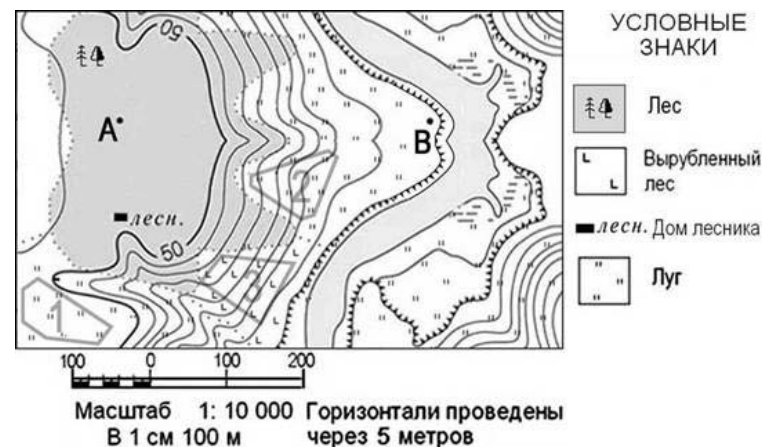 50
УСЛОВНЫЕ
ЗНАКИ
Лес
А
В
2
Вырубленный
лес
лесн.
лесн. Дом лесника
50
3
1
Луг
100 0 100 200
Масштаб 1: 10 000 Горизонтали проведены
В 1 см 100 м через 5 метров